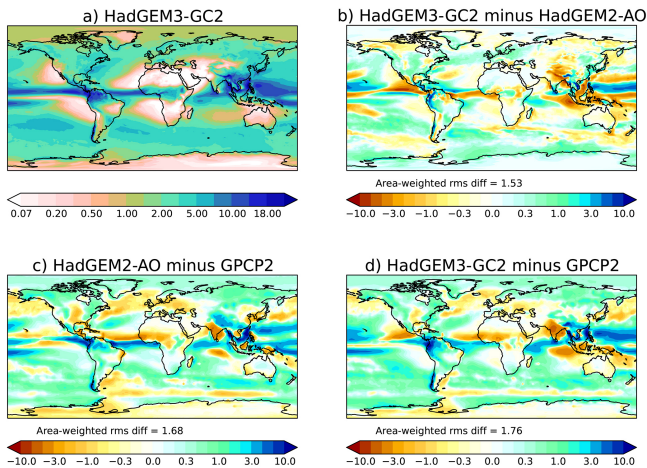 a) HadGEM3-GC2
b) HadGEM3-GC2 minus HadGEM2-AO
Area-weighted rms diff = 1.53
0.07 0.20 0.50 1.00 2.00 5.00 10.00 18.00
−10.0 −3.0 −1.0 −0.3 0.0 0.3 1.0 3.0 10.0
c) HadGEM2-AO minus GPCP2
d) HadGEM3-GC2 minus GPCP2
Area-weighted rms diff = 1.68
Area-weighted rms diff = 1.76
−10.0 −3.0 −1.0 −0.3 0.0 0.3 1.0 3.0 10.0
−10.0 −3.0 −1.0 −0.3 0.0 0.3 1.0 3.0 10.0